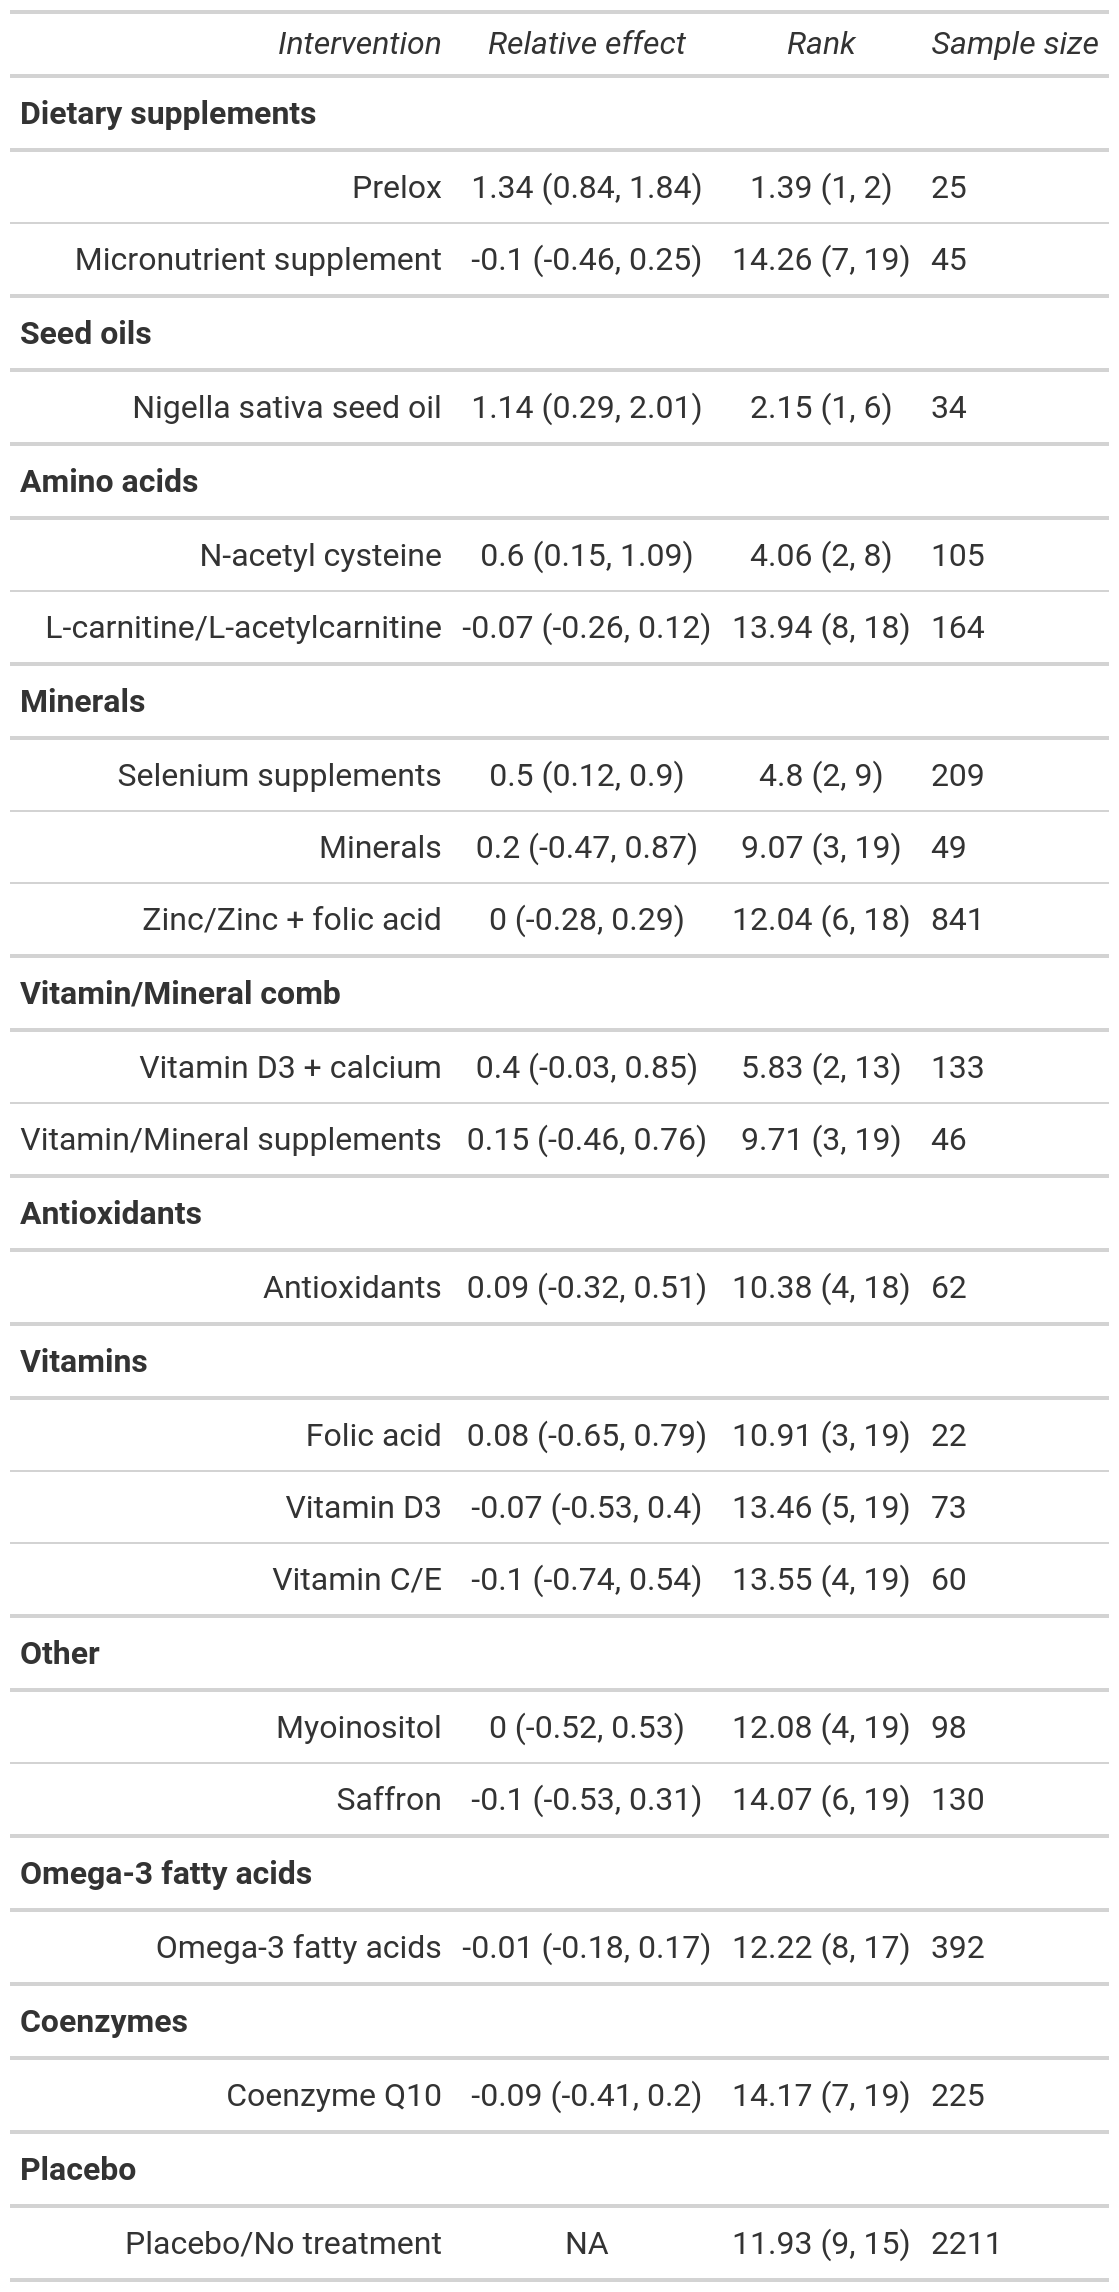 Intervention Relative effect Rank Sample size
Dietary supplements
Prelox 1.34 (0.84, 1.84) 1.39 (1, 2) 25
Micronutrient supplement -0.1 (-0.46, 0.25) 14.26 (7, 19) 45
Seed oils
Nigella sativa seed oil 1.14 (0.29, 2.01) 2.15 (1, 6) 34
Amino acids
N-acetyl cysteine 0.6 (0.15, 1.09) 4.06 (2, 8) 105
L-carnitine/L-acetylcarnitine -0.07 (-0.26, 0.12) 13.94 (8, 18) 164
Minerals
Selenium supplements 0.5 (0.12, 0.9) 4.8 (2, 9) 209
Minerals 0.2 (-0.47, 0.87) 9.07 (3, 19) 49
Zinc/Zinc + folic acid 0 (-0.28, 0.29) 12.04 (6, 18) 841
Vitamin/Mineral comb
Vitamin D3 + calcium 0.4 (-0.03, 0.85) 5.83 (2, 13) 133
Vitamin/Mineral supplements 0.15 (-0.46, 0.76) 9.71 (3, 19) 46
Antioxidants
Antioxidants 0.09 (-0.32, 0.51) 10.38 (4, 18) 62
Vitamins
Folic acid 0.08 (-0.65, 0.79) 10.91 (3, 19) 22
Vitamin D3 -0.07 (-0.53, 0.4) 13.46 (5, 19) 73
Vitamin C/E -0.1 (-0.74, 0.54) 13.55 (4, 19) 60
Other
Myoinositol 0 (-0.52, 0.53) 12.08 (4, 19) 98
Saffron -0.1 (-0.53, 0.31) 14.07 (6, 19) 130
Omega-3 fatty acids
Omega-3 fatty acids -0.01 (-0.18, 0.17) 12.22 (8, 17) 392
Coenzymes
Coenzyme Q10 -0.09 (-0.41, 0.2) 14.17 (7, 19) 225
Placebo
Placebo/No treatment NA 11.93 (9, 15) 2211